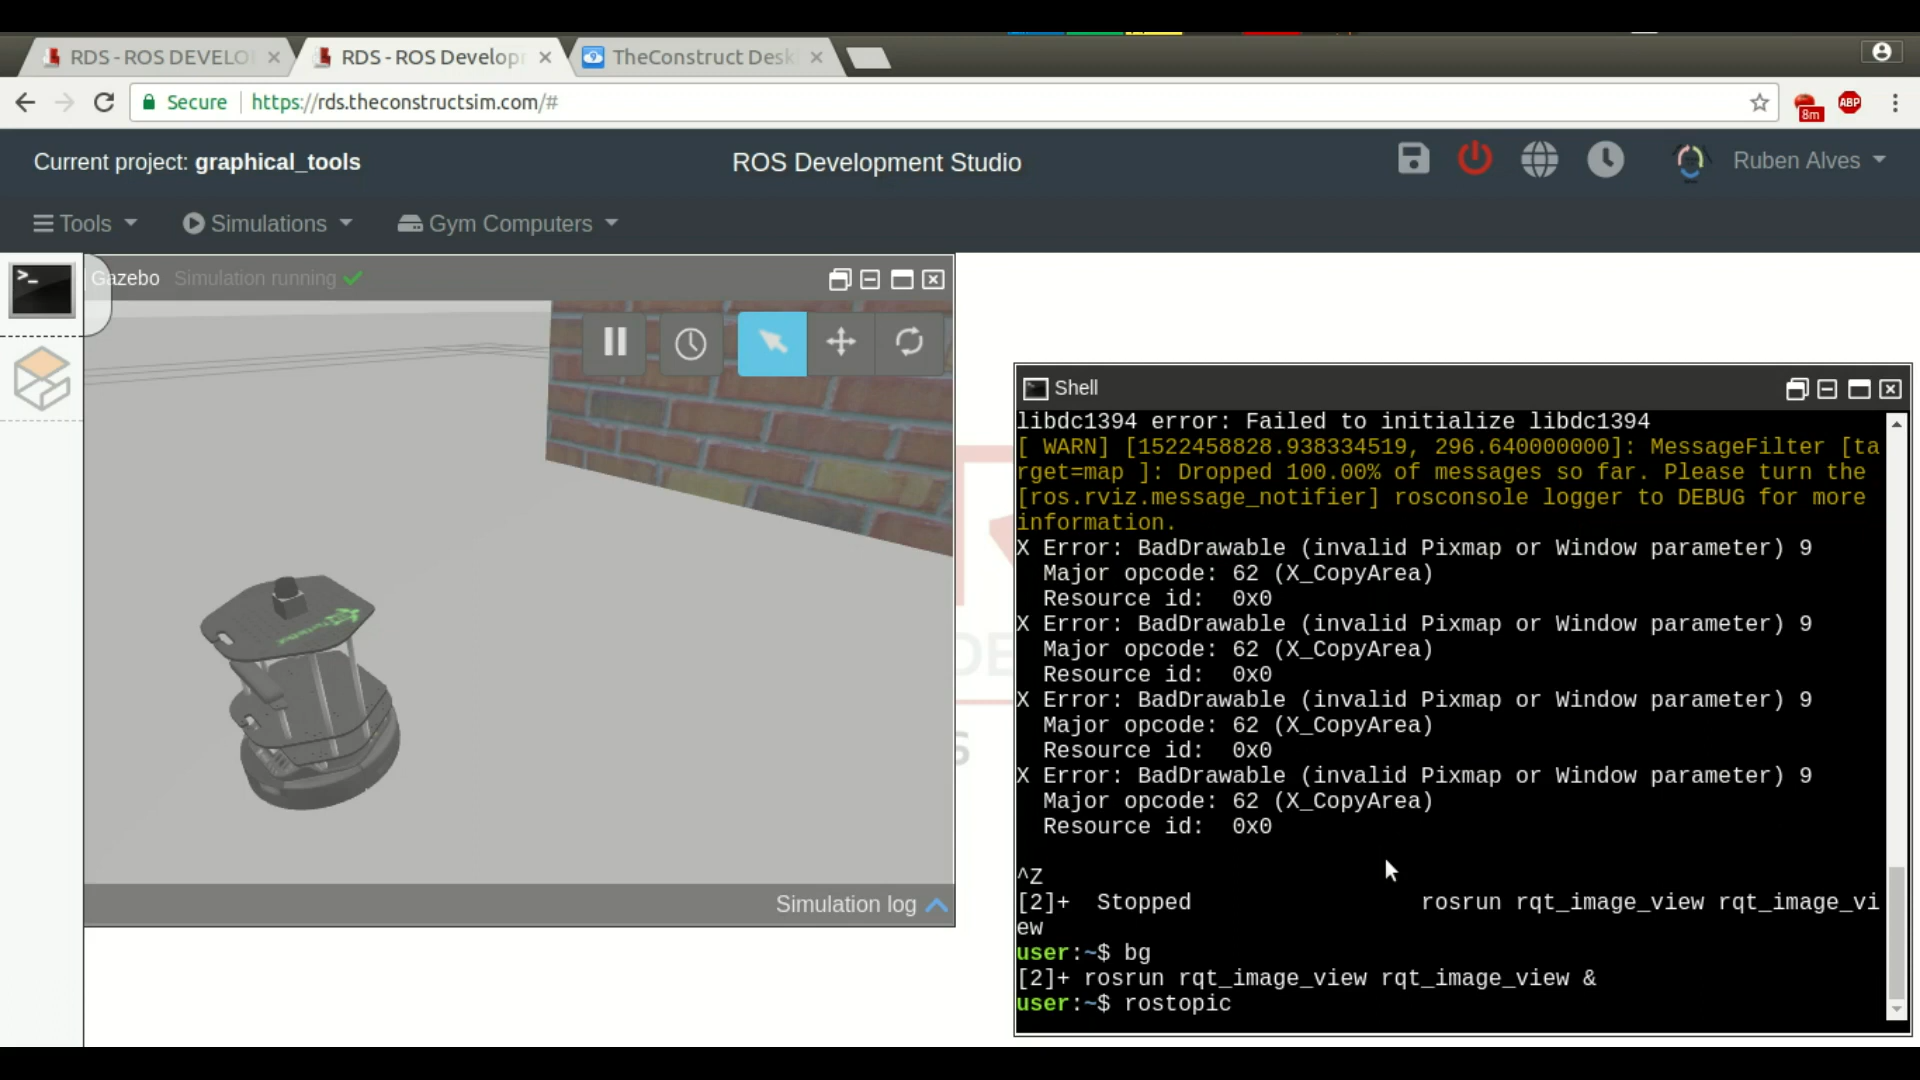 RDS - ROS DEVELO
RDS - ROS Develop
TheConstruct Desk
Secure
https://rds.theconstructsim.com/#
8m
ABP
Current project: graphical_tools
ROS Development Studio
Ruben Alves
Tools
Simulations
Gym Computers
>_
Gazebo
Simulation running
Simulation log
Shell
libdc1394 error: Failed to initialize libdc1394
[ WARN] [1522458828.938334519, 296.640000000]: MessageFilter [ta
rget=map ]: Dropped 100.00% of messages so far. Please turn the
[ros.rviz.message_notifier] rosconsole logger to DEBUG for more
information.
X Error: BadDrawable (invalid Pixmap or Window parameter) 9
Major opcode: 62 (X_CopyArea)
Resource id:  0x0
X Error: BadDrawable (invalid Pixmap or Window parameter) 9
Major opcode: 62 (X_CopyArea)
Resource id:  0x0
X Error: BadDrawable (invalid Pixmap or Window parameter) 9
Major opcode: 62 (X_CopyArea)
Resource id:  0x0
X Error: BadDrawable (invalid Pixmap or Window parameter) 9
Major opcode: 62 (X_CopyArea)
Resource id:  0x0
^Z
[2]+  Stopped                 rosrun rqt_image_view rqt_image_vi
ew
user:~$ bg
[2]+ rosrun rqt_image_view rqt_image_view &
user:~$ rostopic